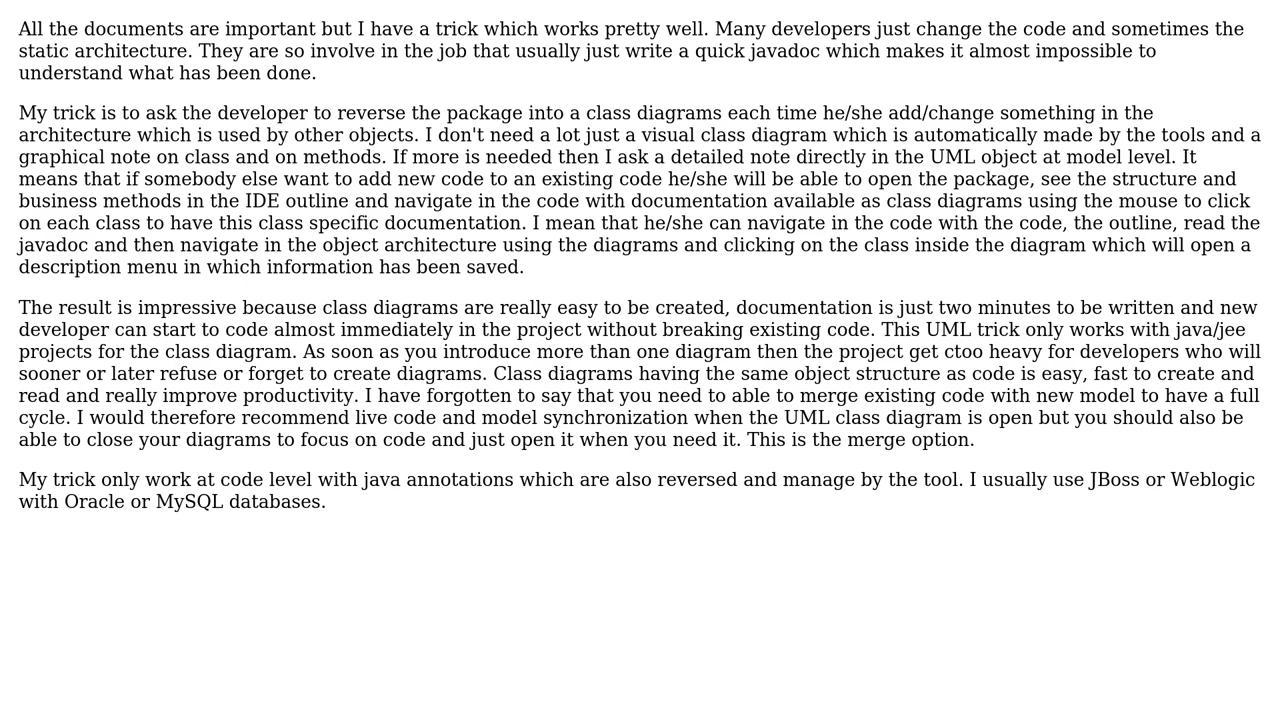 All the documents are important but I have a trick which works pretty well. Many developers just change the code and sometimes the
static architecture. They are so involve in the job that usually just write a quick javadoc which makes it almost impossible to
understand what has been done.
My trick is to ask the developer to reverse the package into a class diagrams each time he/she add/change something in the
architecture which is used by other objects. I don't need a lot just a visual class diagram which is automatically made by the tools and a
graphical note on class and on methods. If more is needed then I ask a detailed note directly in the UML object at model level. It
means that if somebody else want to add new code to an existing code he/she will be able to open the package, see the structure and
business methods in the IDE outline and navigate in the code with documentation available as class diagrams using the mouse to click
on each class to have this class specific documentation. I mean that he/she can navigate in the code with the code, the outline, read the
javadoc and then navigate in the object architecture using the diagrams and clicking on the class inside the diagram which will open a
description menu in which information has been saved.
The result is impressive because class diagrams are really easy to be created, documentation is just two minutes to be written and new
developer can start to code almost immediately in the project without breaking existing code. This UML trick only works with java/jee
projects for the class diagram. As soon as you introduce more than one diagram then the project get ctoo heavy for developers who will
sooner or later refuse or forget to create diagrams. Class diagrams having the same object structure as code is easy, fast to create and
read and really improve productivity. I have forgotten to say that you need to able to merge existing code with new model to have a full
cycle. I would therefore recommend live code and model synchronization when the UML class diagram is open but you should also be
able to close your diagrams to focus on code and just open it when you need it. This is the merge option.
My trick only work at code level with java annotations which are also reversed and manage by the tool. I usually use JBoss or Weblogic
with Oracle or MySQL databases.